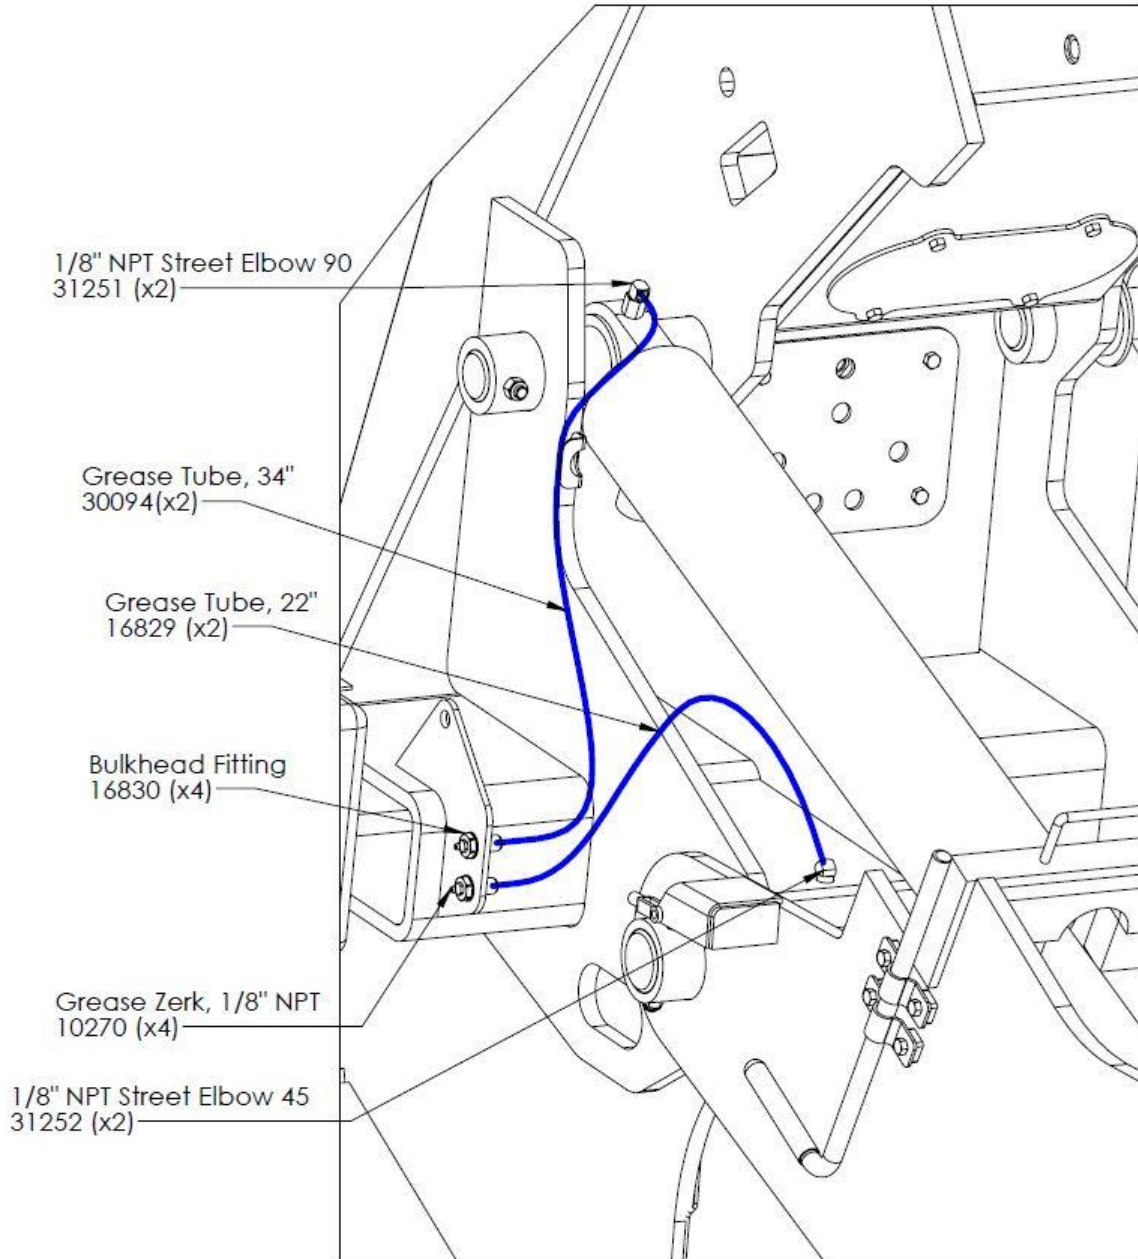 1/8" NPT Street Elbow 90
31251 (x2)
Grease Tube, 34"
30094(x2)
Grease Tube, 22"
16829 (x2)
Bulkhead Fitting
16830 (x4)
Grease Zerk, 1/8" NPT
10270 (x4)
1/8" NPT Street Elbow 45
31252 (x2)